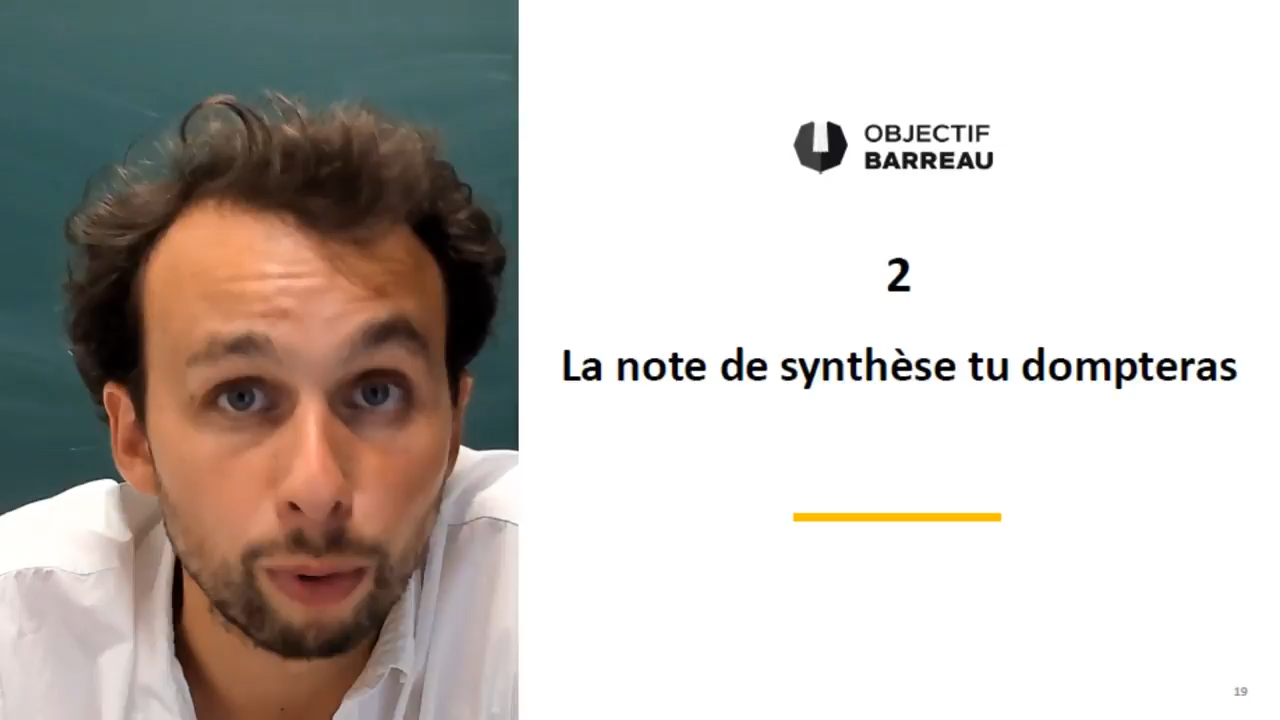 OBJECTIF
BARREAU
2
La note de synthèse tu dompteras
19